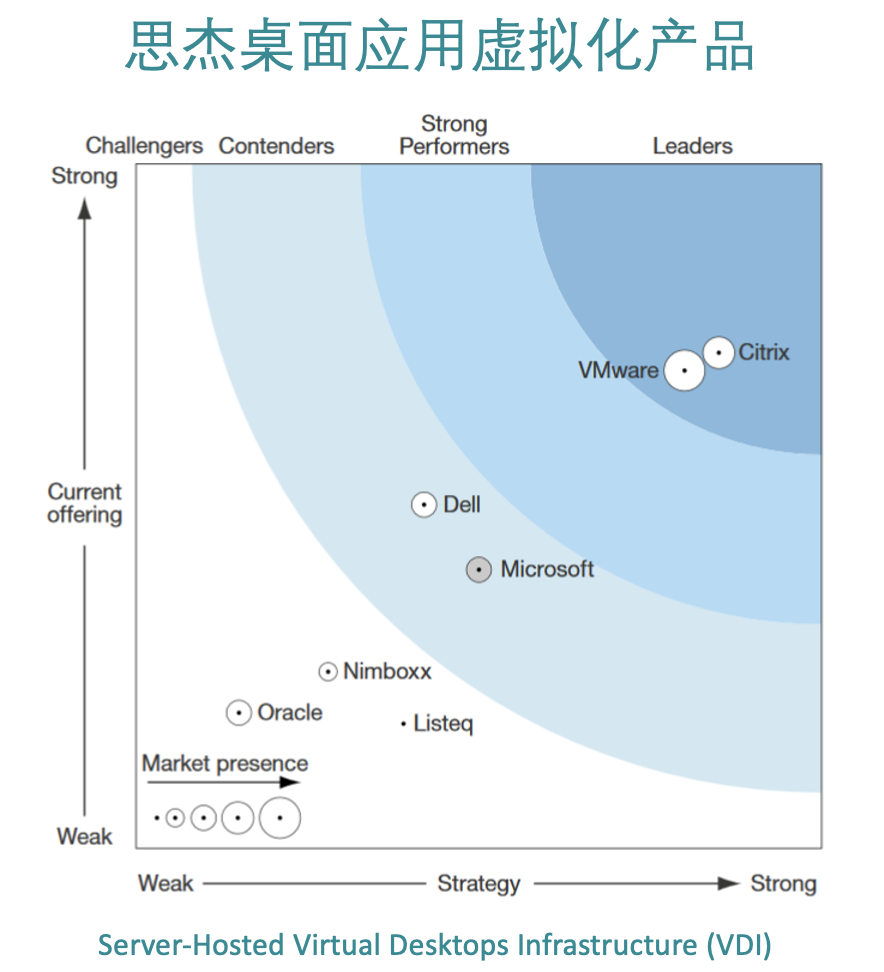 思杰桌面应用虚拟化产品
Challengers
Contenders
Strong
Performers
Leaders
Strong
Citrix
VMware
Current
offering
Dell
Microsoft
Nimboxx
Oracle
Listeq
Market presence
Weak
Weak
Strategy
Strong
Server-Hosted Virtual Desktops Infrastructure (VDI)